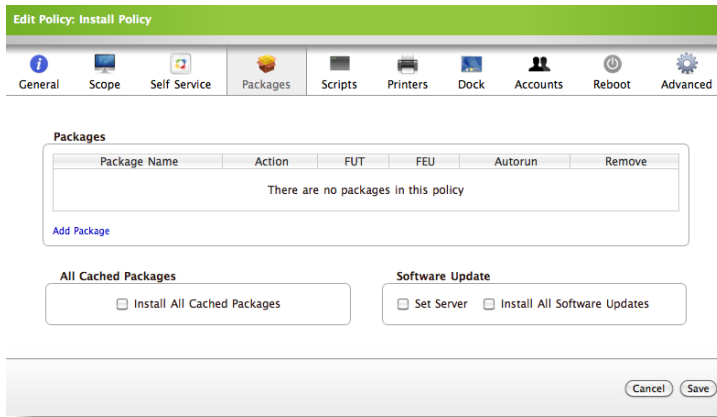 Edit Policy: Install Policy
General Scope Self Service Packages Scripts Printers Dock Accounts Reboot Advanced
Packages
Package Name Action FUT FEU Autorun Remove
There are no packages in this policy
Add Package
All Cached Packages Software Update
Install All Cached Packages Set Server Install All Software Updates
Cancel Save